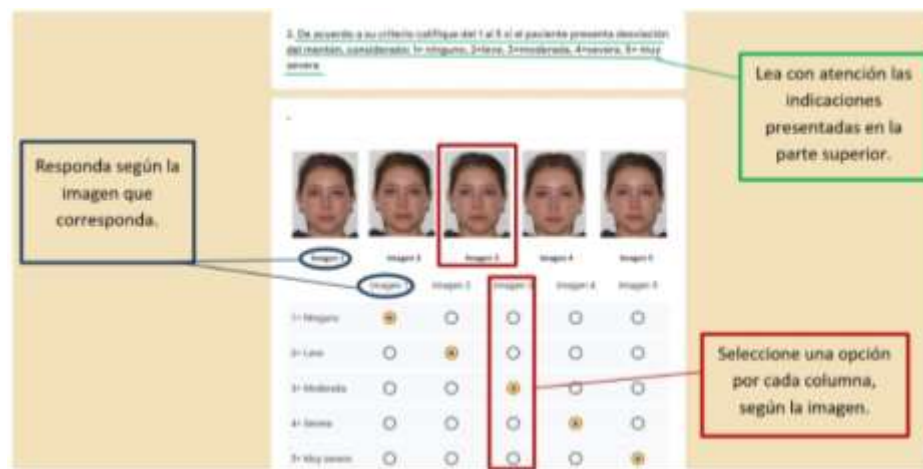 2. De acuerdo a su criterio califique del 1 al 5 si el paciente presenta desviación
del mentón, considerado: 1= ninguno, 2=leve, 3=moderada, 4=severa, 5= muy
severa
Lea con atención las
indicaciones
presentadas en la
parte superior.
Responda según la
imagen que
corresponda.
Imagen 1 Imagen 2 Imagen 3 Imagen 4 Imagen 5
Imagen 1 Imagen 2 Imagen 3 Imagen 4 Imagen 5
1= Ninguno
2= Leve
3= Moderada
4= Severa
5= Muy severa
Seleccione una opción
por cada columna,
según la imagen.